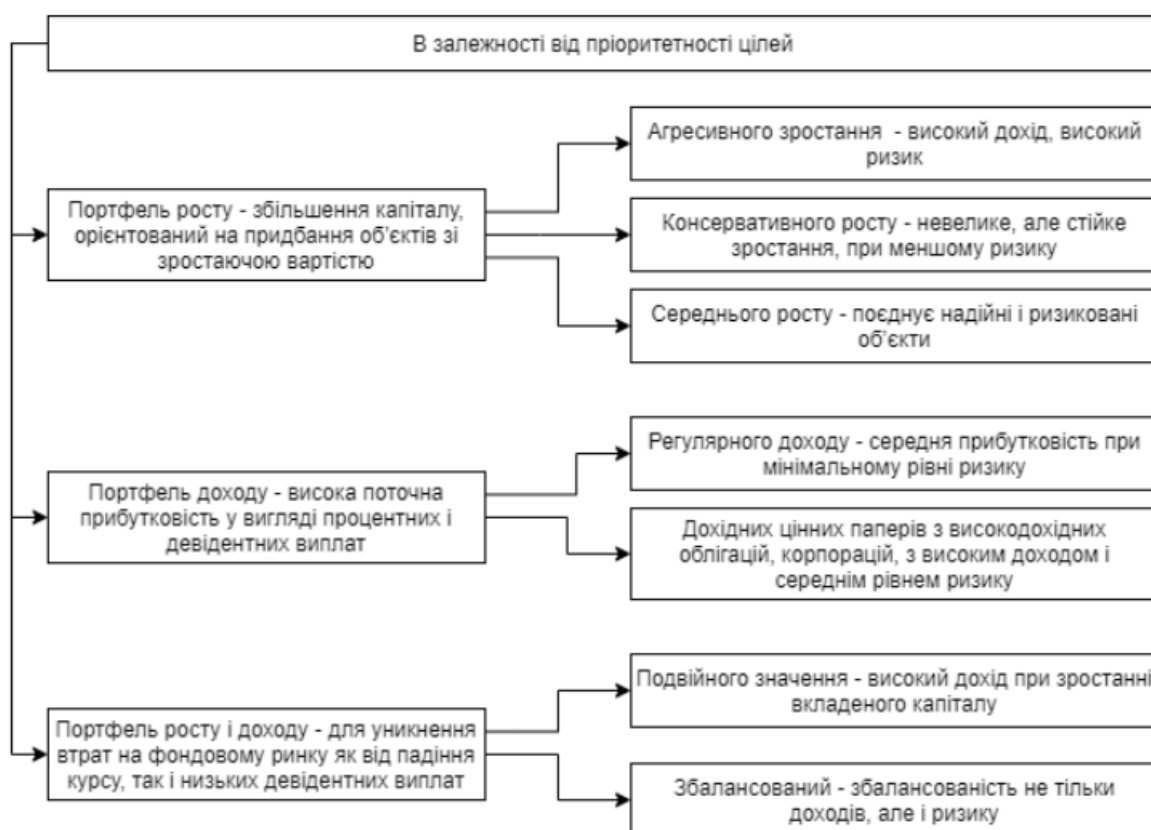 В залежності від пріоритетності цілей
Агресивного зростання - високий дохід, високий
ризик
Портфель росту - збільшення капіталу,
орієнтований на придбання об'єктів зі
зростаючою вартістю
Консервативного росту - невелике, але стійке
зростання, при меншому ризику
Середнього росту - поєднує надійні і ризиковані
об'єкти
Портфель доходу - висока поточна
прибутковість у вигляді процентних і
девідентних виплат
Регулярного доходу - середня прибутковість при
мінімальному рівні ризику
Дохідних цінних паперів з високодохідних
облігацій, корпорацій, з високим доходом і
середнім рівнем ризику
Портфель росту і доходу - для уникнення
втрат на фондовому ринку як від падіння
курсу, так і низьких девідентних виплат
Подвійного значення - високий дохід при зростанні
вкладеного капіталу
Збалансований - збалансованість не тільки
доходів, але і ризику